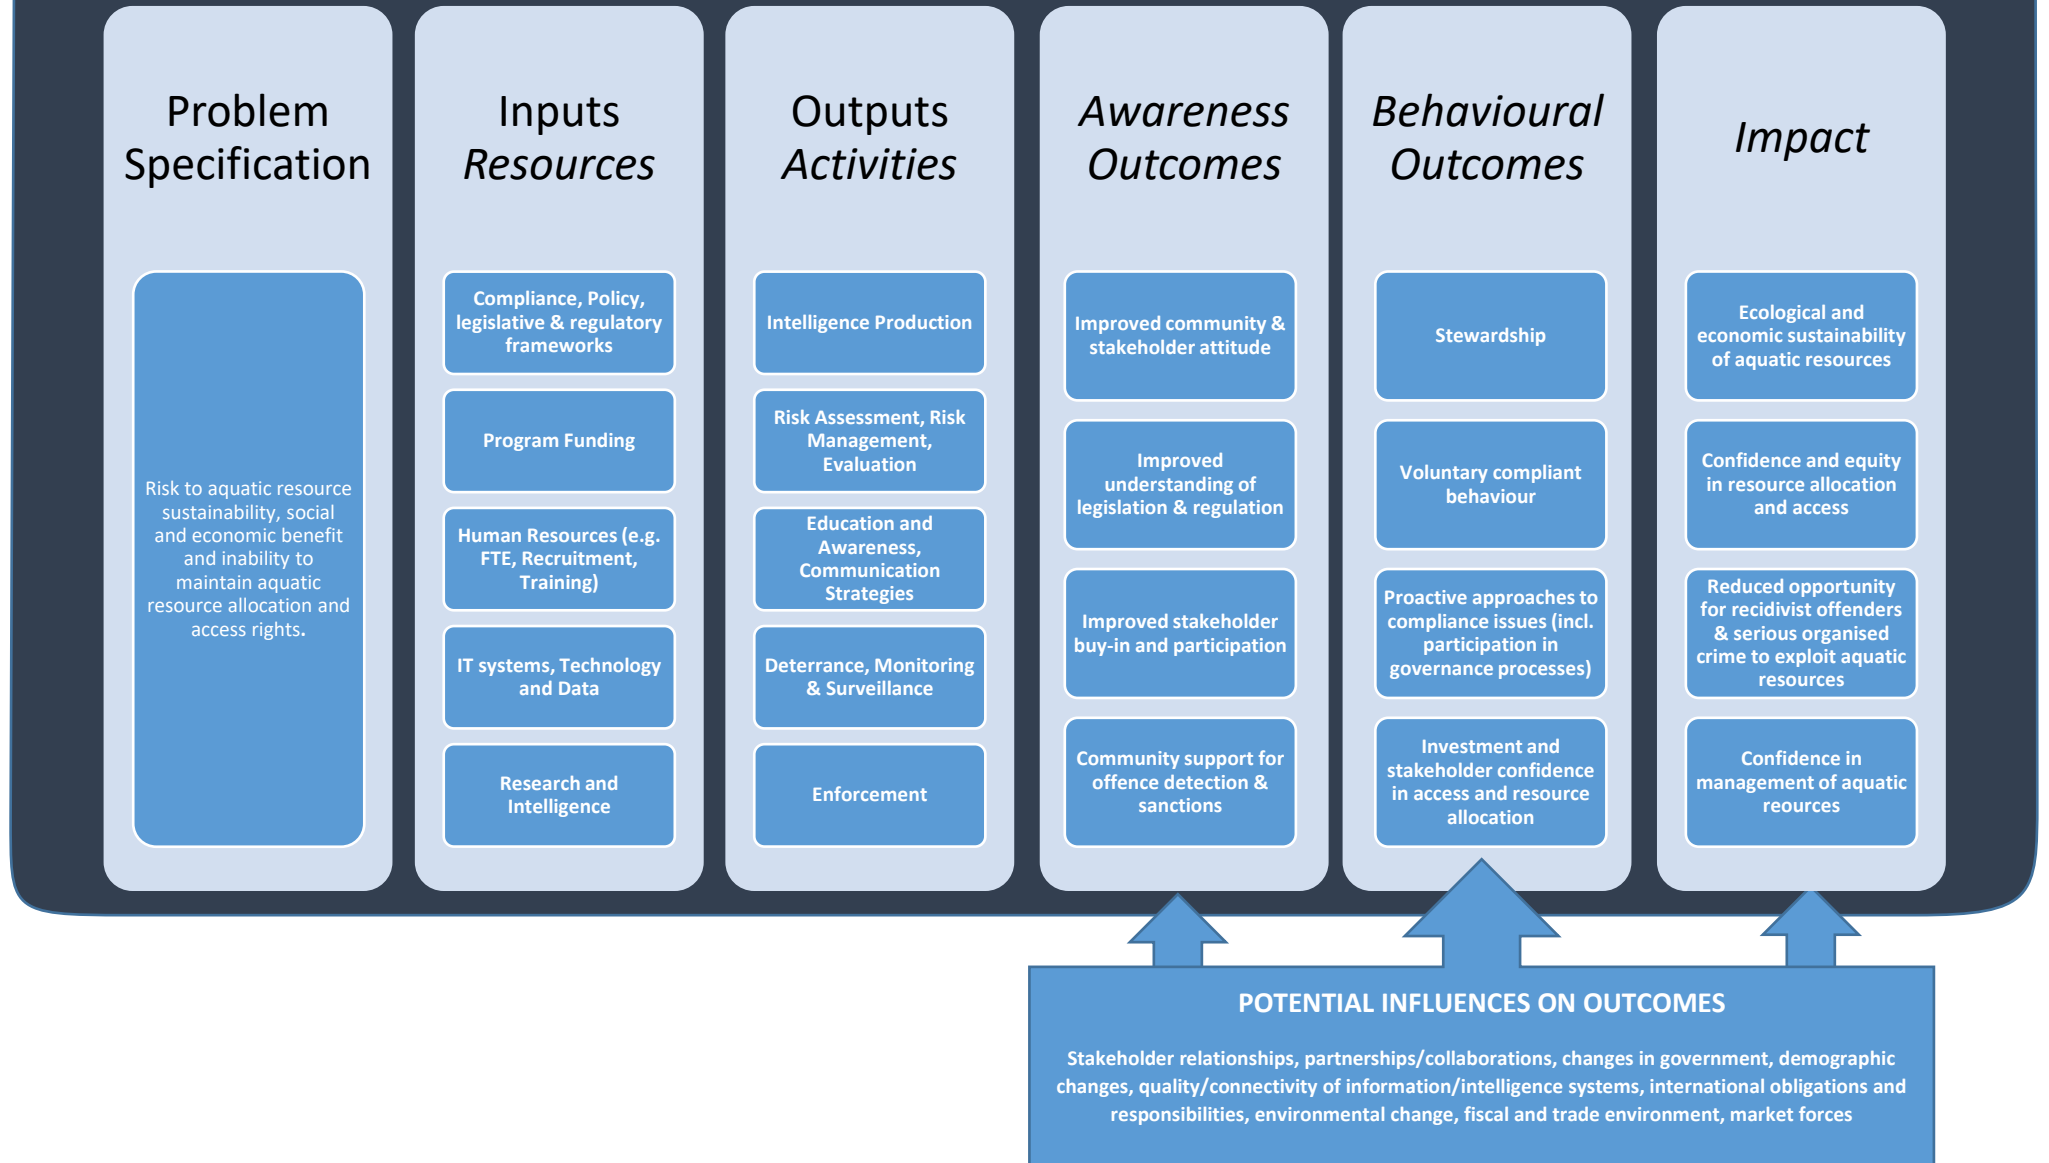 Problem
Specification
Risk to aquatic resource
sustainability, social
and economic benefit
and inability to
maintain aquatic
resource allocation and
access rights.
Inputs
Resources
Compliance, Policy,
legislative & regulatory
frameworks
Program Funding
Human Resources (e.g.
FTE, Recruitment,
Training)
IT systems, Technology
and Data
Research and
Intelligence
Outputs
Activities
Intelligence Production
Risk Assessment, Risk
Management,
Evaluation
Education and
Awareness,
Communication
Strategies
Deterrance, Monitoring
& Surveillance
Enforcement
Awareness
Outcomes
Improved community &
stakeholder attitude
Improved
understanding of
legislation & regulation
Improved stakeholder
buy-in and participation
Community support for
offence detection &
sanctions
Behavioural
Outcomes
Stewardship
Voluntary compliant
behaviour
Proactive approaches to
compliance issues (incl.
participation in
governance processes)
Investment and
stakeholder confidence
in access and resource
allocation
Impact
Ecological and
economic sustainability
of aquatic resources
Confidence and equity
in resource allocation
and access
Reduced opportunity
for recidivist offenders
& serious organised
crime to exploit aquatic
resources
Confidence in
management of aquatic
reources
POTENTIAL INFLUENCES ON OUTCOMES
Stakeholder relationships, partnerships/collaborations, changes in government, demographic
changes, quality/connectivity of information/intelligence systems, international obligations and
responsibilities, environmental change, fiscal and trade environment, market forces